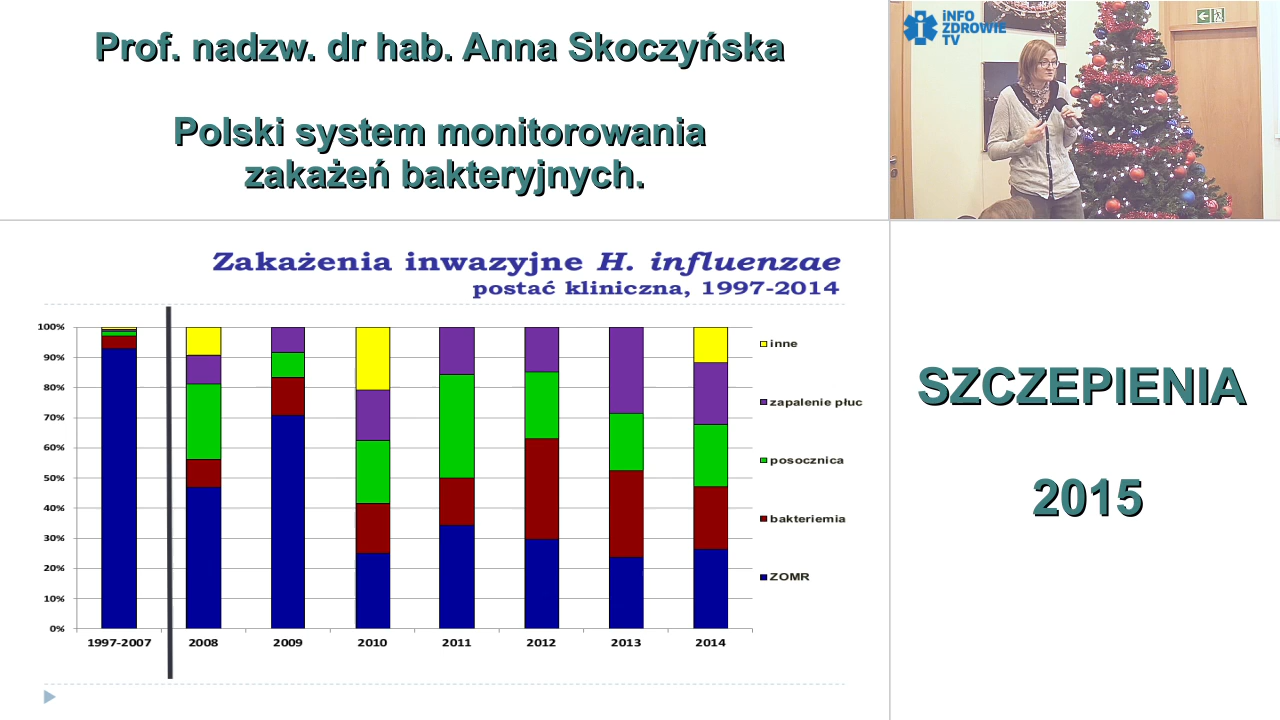 Prof. nadzw. dr hab. Anna Skoczyńska
Polski system monitorowania
zakażeń bakteryjnych.
iNFO
ZDROWIE
TV
Zakażenia inwazyjne H. influenzae
postać kliniczna, 1997-2014
100%
90%
80%
70%
60%
50%
40%
30%
20%
10%
0%
1997-2007 2008 2009 2010 2011 2012 2013 2014
inne
zapalenie płuc
posocznica
bakteriemia
ZOMR
SZCZEPIENIA
2015